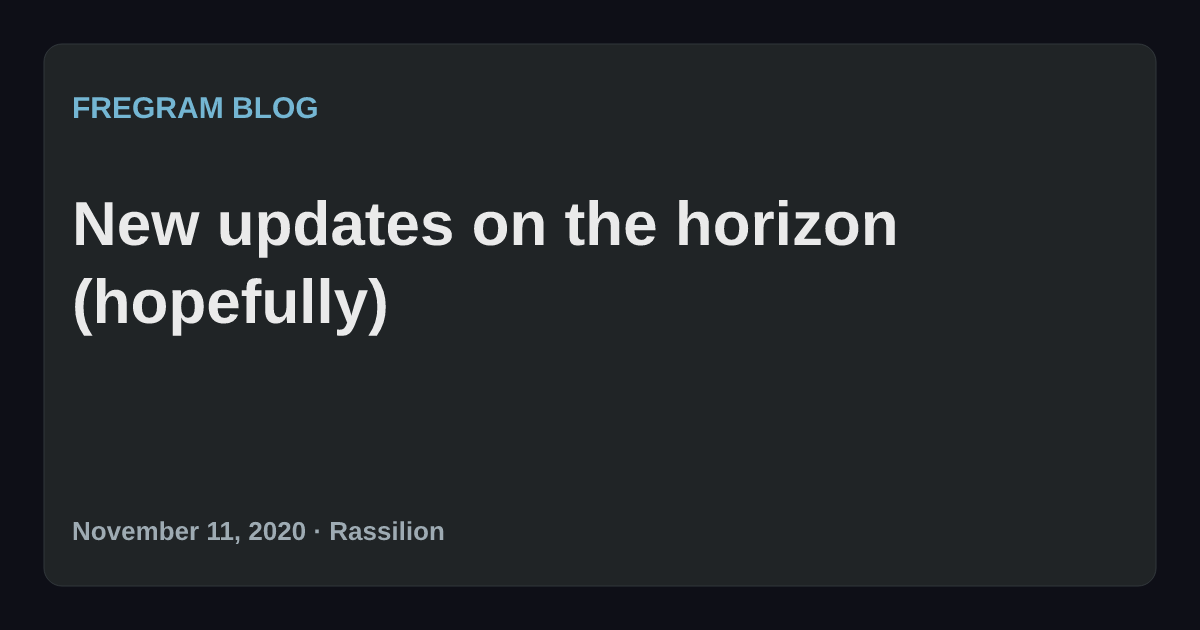 FREGRAM BLOG
New updates on the horizon
(hopefully)
November 11, 2020 · Rassilion